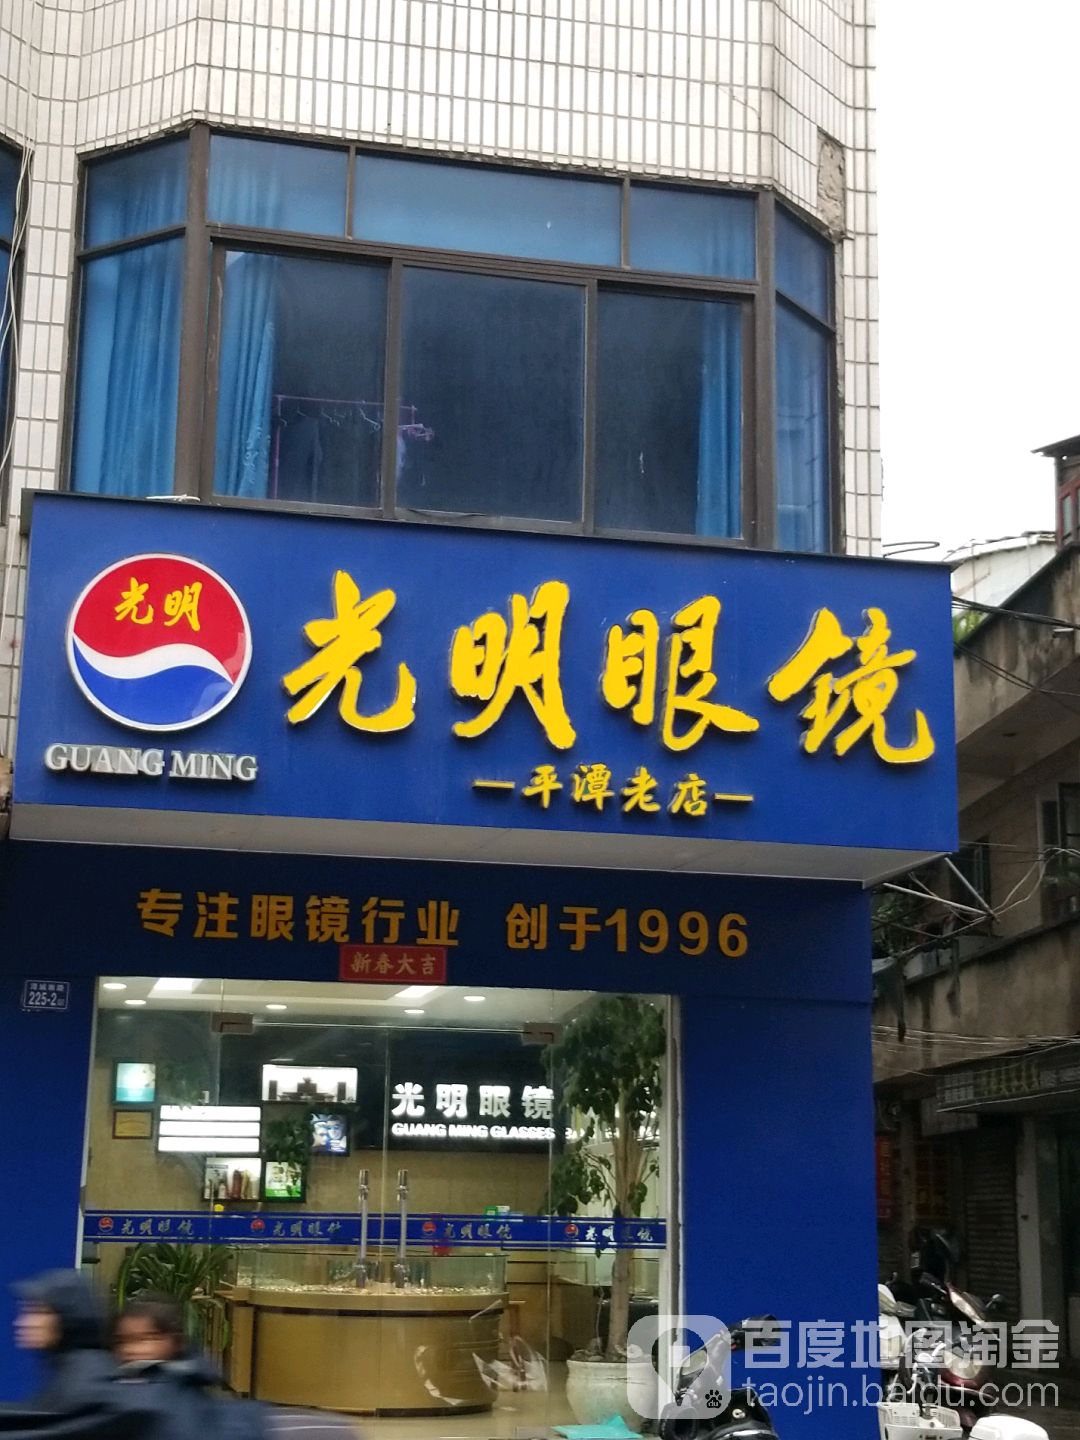 光明
GUANG MING
光明眼镜
平潭老店
专注眼镜行业 创于1996
新春大吉
225-2
光明眼镜
GUANG MING GLASSES
光明眼镜 光明眼镜 光明眼镜 光明眼镜
百度地图淘金
taojin.baidu.com